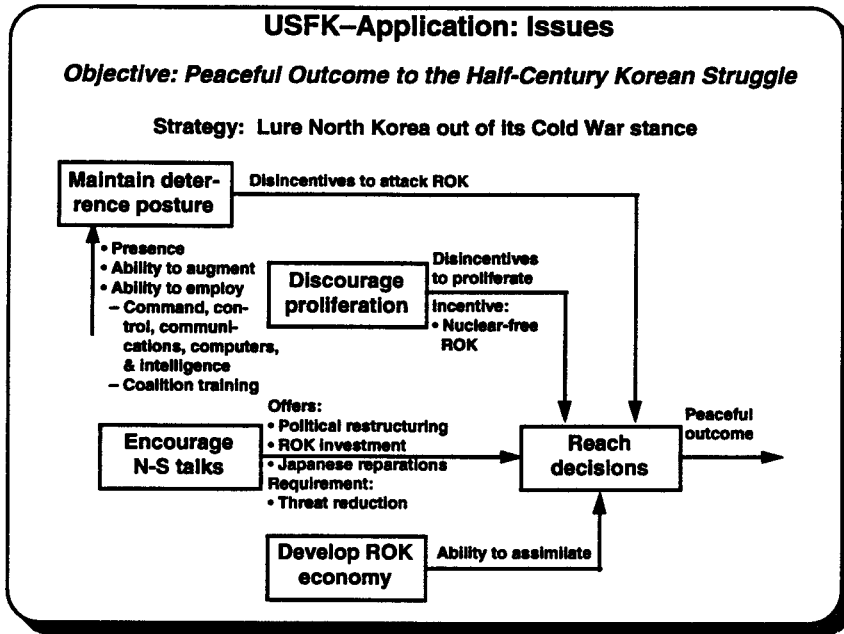 USFK–Application: Issues
Objective: Peaceful Outcome to the Half-Century Korean Struggle
Strategy: Lure North Korea out of its Cold War stance
Maintain deter-
rence posture
Disincentives to attack ROK
• Presence
• Ability to augment
• Ability to employ
– Command, con-
trol, communi-
cations, computers,
& intelligence
– Coalition training
Discourage
proliferation
Disincentives
to proliferate
Incentive:
• Nuclear-free
ROK
Encourage
N-S talks
Offers:
• Political restructuring
• ROK investment
• Japanese reparations
Requirement:
• Threat reduction
Reach
decisions
Peaceful
outcome
Develop ROK
economy
Ability to assimilate